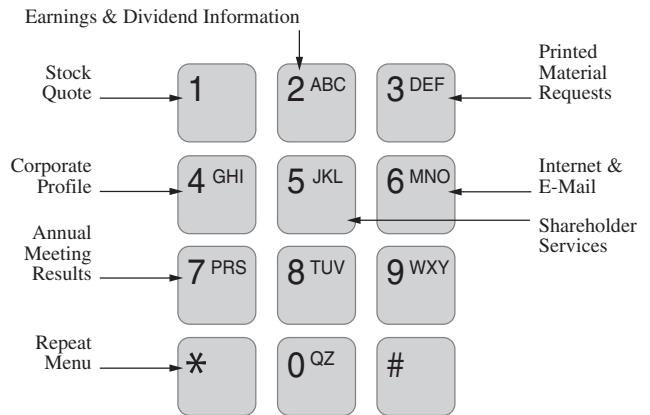 Earnings & Dividend Information
Stock
Quote
1
2 ABC
3 DEF
Printed
Material
Requests
Corporate
Profile
4 GHI
5 JKL
6 MNO
Internet &
E-Mail
Shareholder
Services
Annual
Meeting
Results
7 PRS
8 TUV
9 WXY
Repeat
Menu
*
0 QZ
#